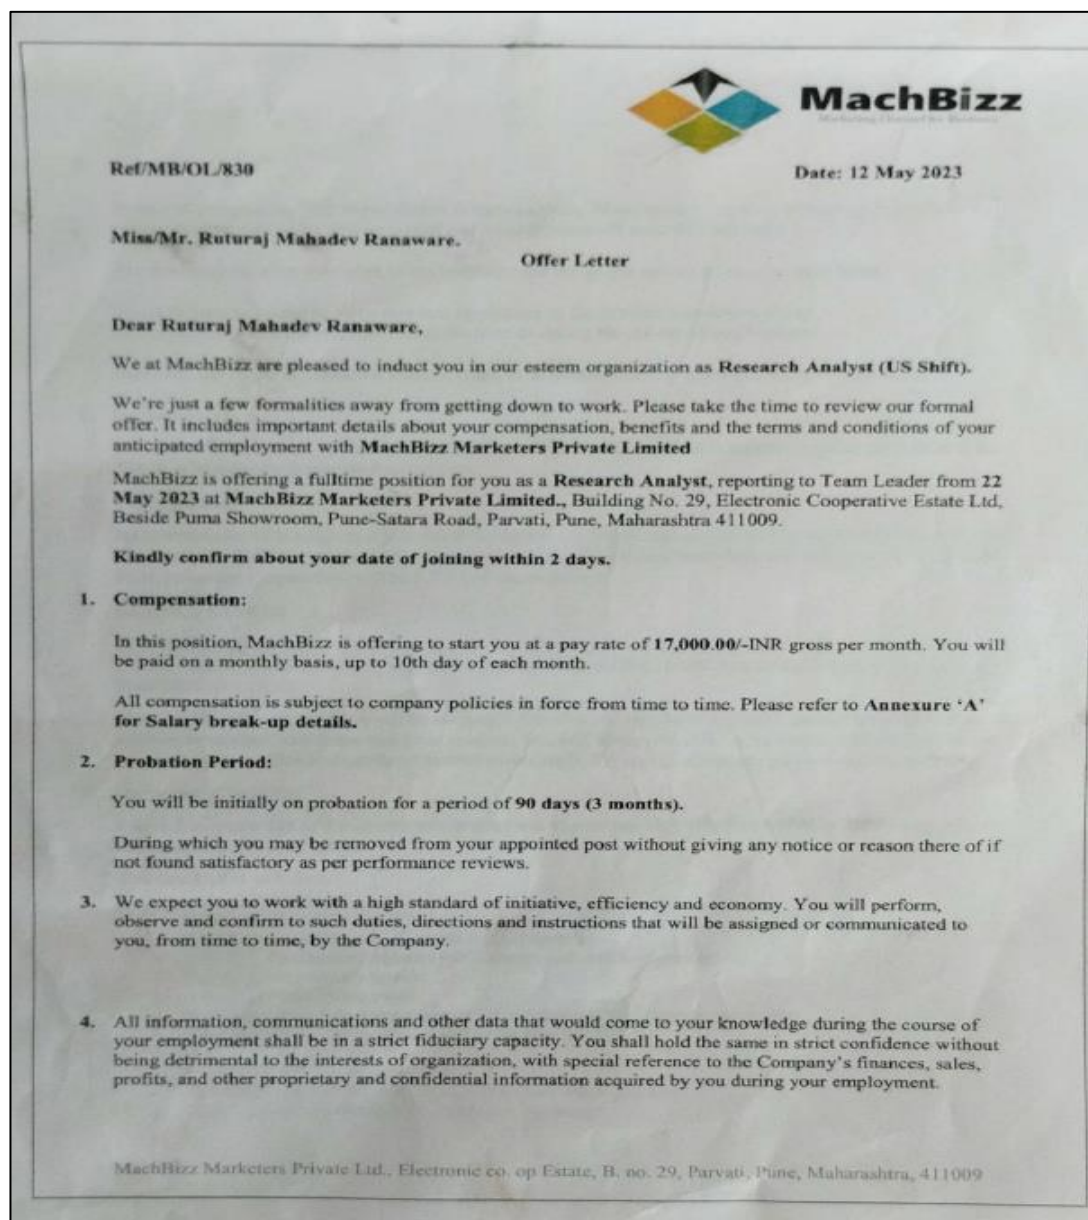 MachBizz
Ref/MB/OL/830
Date: 12 May 2023
Miss/Mr. Ruturaj Mahadev Ranaware.
Offer Letter
Dear Ruturaj Mahadev Ranaware,
We at MachBizz are pleased to induct you in our esteem organization as Research Analyst (US Shift).
We're just a few formalities away from getting down to work. Please take the time to review our formal
offer. It includes important details about your compensation, benefits and the terms and conditions of your
anticipated employment with MachBizz Marketers Private Limited
MachBizz is offering a fulltime position for you as a Research Analyst, reporting to Team Leader from 22
May 2023 at MachBizz Marketers Private Limited., Building No. 29, Electronic Cooperative Estate Ltd,
Beside Puma Showroom, Pune-Satara Road, Parvati, Pune, Maharashtra 411009.
Kindly confirm about your date of joining within 2 days.
1. Compensation:
In this position, MachBizz is offering to start you at a pay rate of 17,000.00/-INR gross per month. You will
be paid on a monthly basis, up to 10th day of each month.
All compensation is subject to company policies in force from time to time. Please refer to Annexure 'A'
for Salary break-up details.
2. Probation Period:
You will be initially on probation for a period of 90 days (3 months).
During which you may be removed from your appointed post without giving any notice or reason there of if
not found satisfactory as per performance reviews.
3. We expect you to work with a high standard of initiative, efficiency and economy. You will perform,
observe and confirm to such duties, directions and instructions that will be assigned or communicated to
you, from time to time, by the Company.
4. All information, communications and other data that would come to your knowledge during the course of
your employment shall be in a strict fiduciary capacity. You shall hold the same in strict confidence without
being detrimental to the interests of organization, with special reference to the Company's finances, sales,
profits, and other proprietary and confidential information acquired by you during your employment.
MachBizz Marketers Private Ltd., Electronic co. op Estate, B. no. 29, Parvati, Pune, Maharashtra, 411009